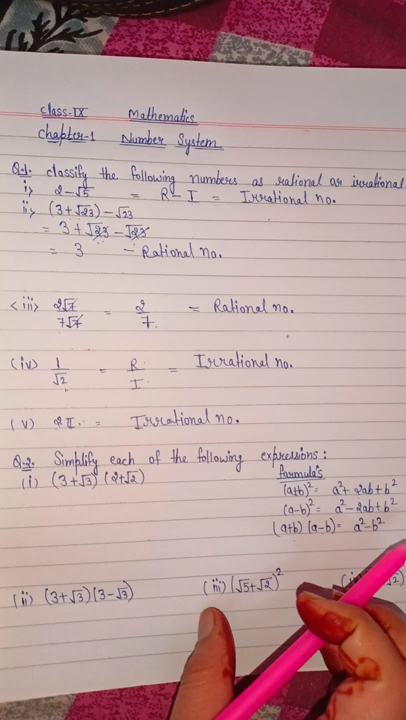 Class-IX Mathematics
Chapter-1 Number System
Q.1. Classify the following numbers as rational or irrational
i) 2-√5 = R-I = Irrational no.
ii) (3+√23)-√23
= 3+√23-√23
= 3 - Rational no.
(iii) 2√7/7√7 = 2/7 = Rational no.
(iv) 1/√2 = R/I = Irrational no.
(v) 2I = Irrational no.
Q.2. Simplify each of the following expressions:
(i) (3+√3)(2+√2)
formula's
(a+b)² = a²+2ab+b²
(a-b)² = a²-2ab+b²
(a+b)(a-b) = a²-b²
(ii) (3+√3)(3-√3) (iii) (√5+√2)²